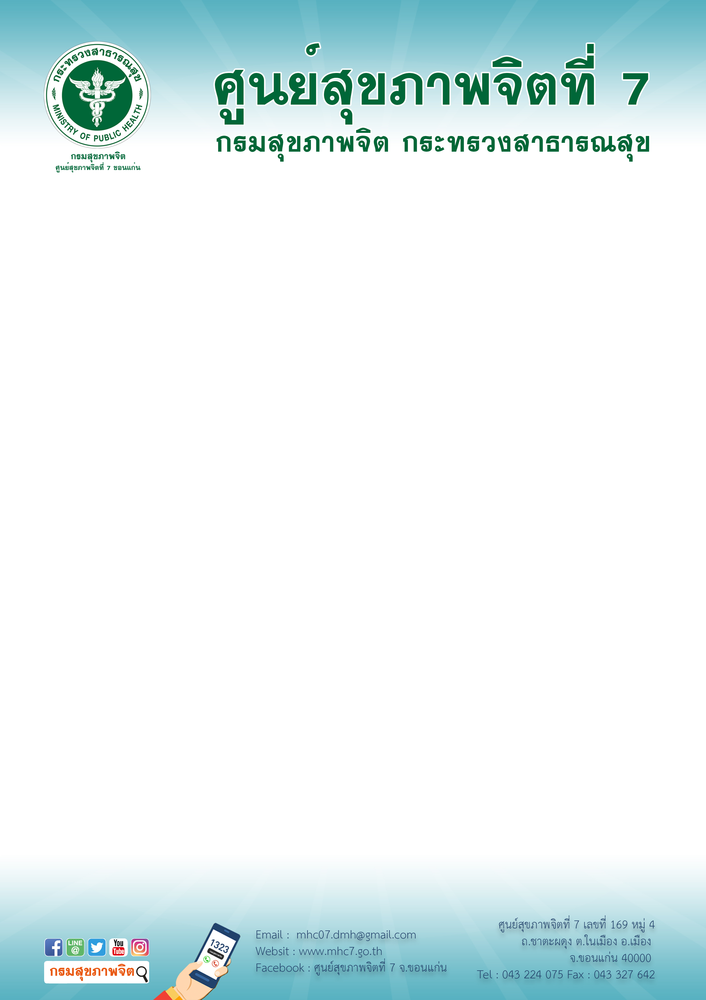 กระทรวงสาธารณสุข
MINISTRY OF PUBLIC HEALTH
กรมสุขภาพจิต
ศูนย์สุขภาพจิตที่ 7 ขอนแก่น
ศูนย์สุขภาพจิตที่ 7
กรมสุขภาพจิต กระทรวงสาธารณสุข
LINE
@
You
Tube
กรมสุขภาพจิต
1323
Email : mhc07.dmh@gmail.com
Websit : www.mhc7.go.th
Facebook : ศูนย์สุขภาพจิตที่ 7 จ.ขอนแก่น
ศูนย์สุขภาพจิตที่ 7 เลขที่ 169 หมู่ 4
ถ.ชาตะผดุง ต.ในเมือง อ.เมือง
จ.ขอนแก่น 40000
Tel : 043 224 075 Fax : 043 327 642